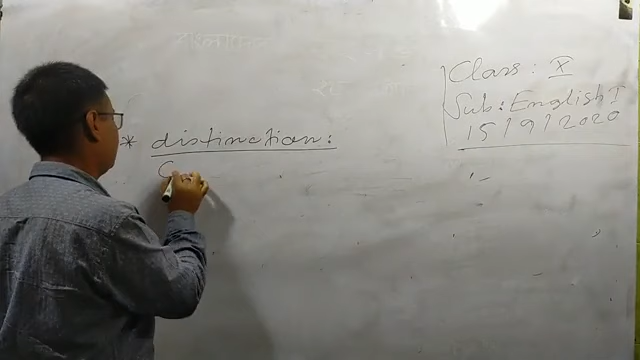 Class: X
Sub: English I
15/9/2020
* distinction:
C